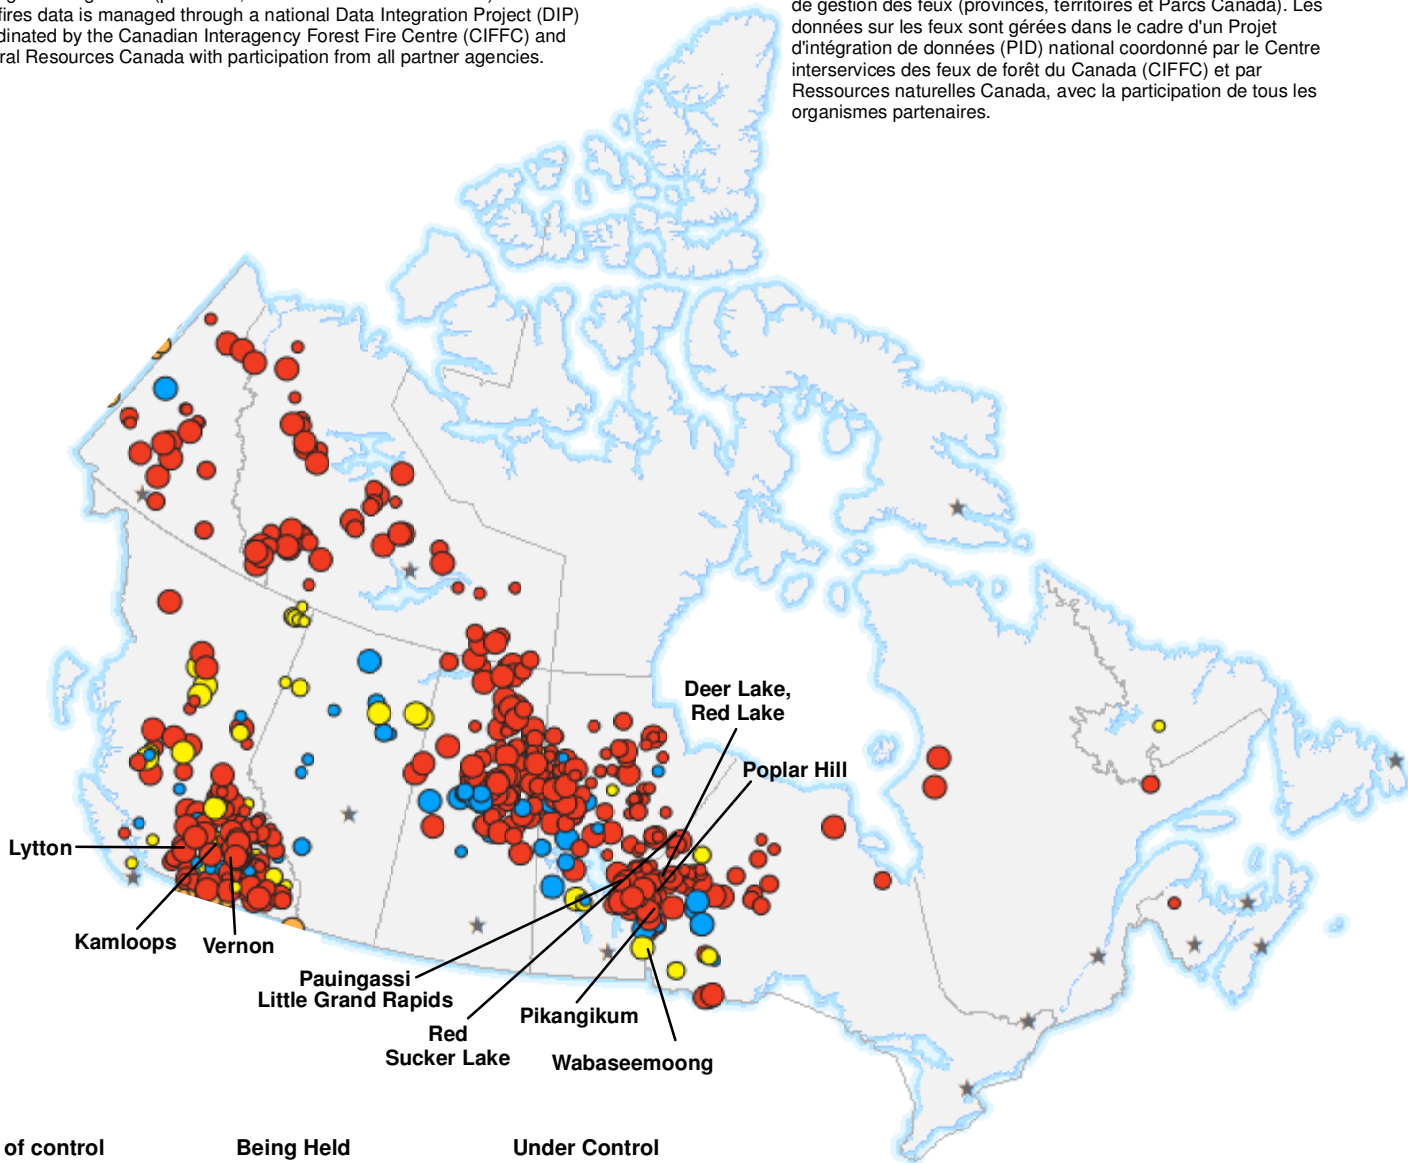 fires data is managed through a national Data Integration Project (DIP)
dinated by the Canadian Interagency Forest Fire Centre (CIFFC) and
ral Resources Canada with participation from all partner agencies.
de gestion des feux (provinces, territoires et Parcs Canada). Les
données sur les feux sont gérées dans le cadre d'un Projet
d'intégration de données (PID) national coordonné par le Centre
interservices des feux de forêt du Canada (CIFFC) et par
Ressources naturelles Canada, avec la participation de tous les
organismes partenaires.
Deer Lake,
Red Lake
Poplar Hill
Lytton
Kamloops
Vernon
Pauingassi
Little Grand Rapids
Red
Sucker Lake
Pikangikum
Wabaseemoong
of control
Being Held
Under Control